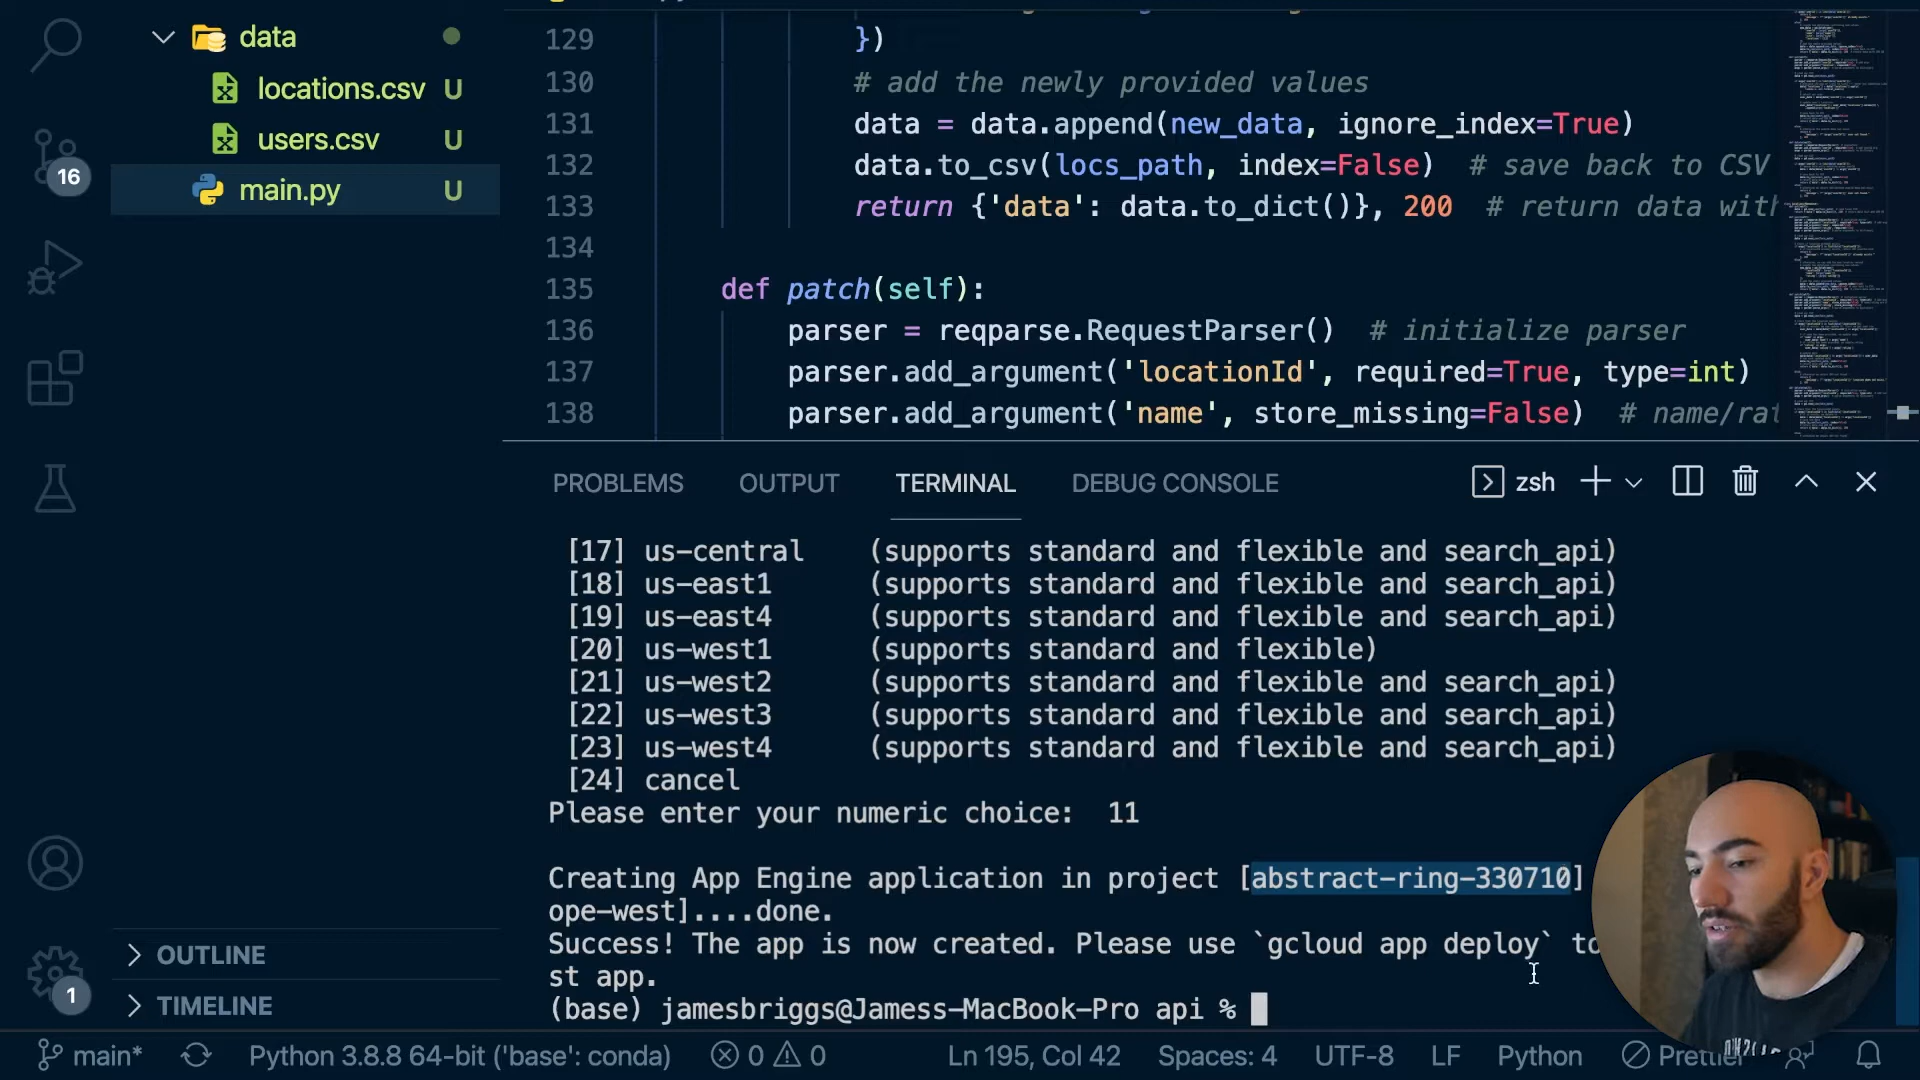 data
locations.csv U
users.csv U
main.py U
16
1
OUTLINE
TIMELINE
129 })
130 # add the newly provided values
131 data = data.append(new_data, ignore_index=True)
132 data.to_csv(locs_path, index=False) # save back to CSV
133 return {'data': data.to_dict()}, 200 # return data with
134
135 def patch(self):
136 parser = reqparse.RequestParser() # initialize parser
137 parser.add_argument('locationId', required=True, type=int)
138 parser.add_argument('name', store_missing=False) # name/rat
PROBLEMS OUTPUT TERMINAL DEBUG CONSOLE zsh
[17] us-central (supports standard and flexible and search_api)
[18] us-east1 (supports standard and flexible and search_api)
[19] us-east4 (supports standard and flexible and search_api)
[20] us-west1 (supports standard and flexible)
[21] us-west2 (supports standard and flexible and search_api)
[22] us-west3 (supports standard and flexible and search_api)
[23] us-west4 (supports standard and flexible and search_api)
[24] cancel
Please enter your numeric choice: 11
Creating App Engine application in project [abstract-ring-330710]
ope-west]....done.
Success! The app is now created. Please use `gcloud app deploy` to
st app.
(base) jamesbriggs@Jamess-MacBook-Pro api %
main* Python 3.8.8 64-bit ('base': conda) 0 0 Ln 195, Col 42 Spaces: 4 UTF-8 LF Python Prettier